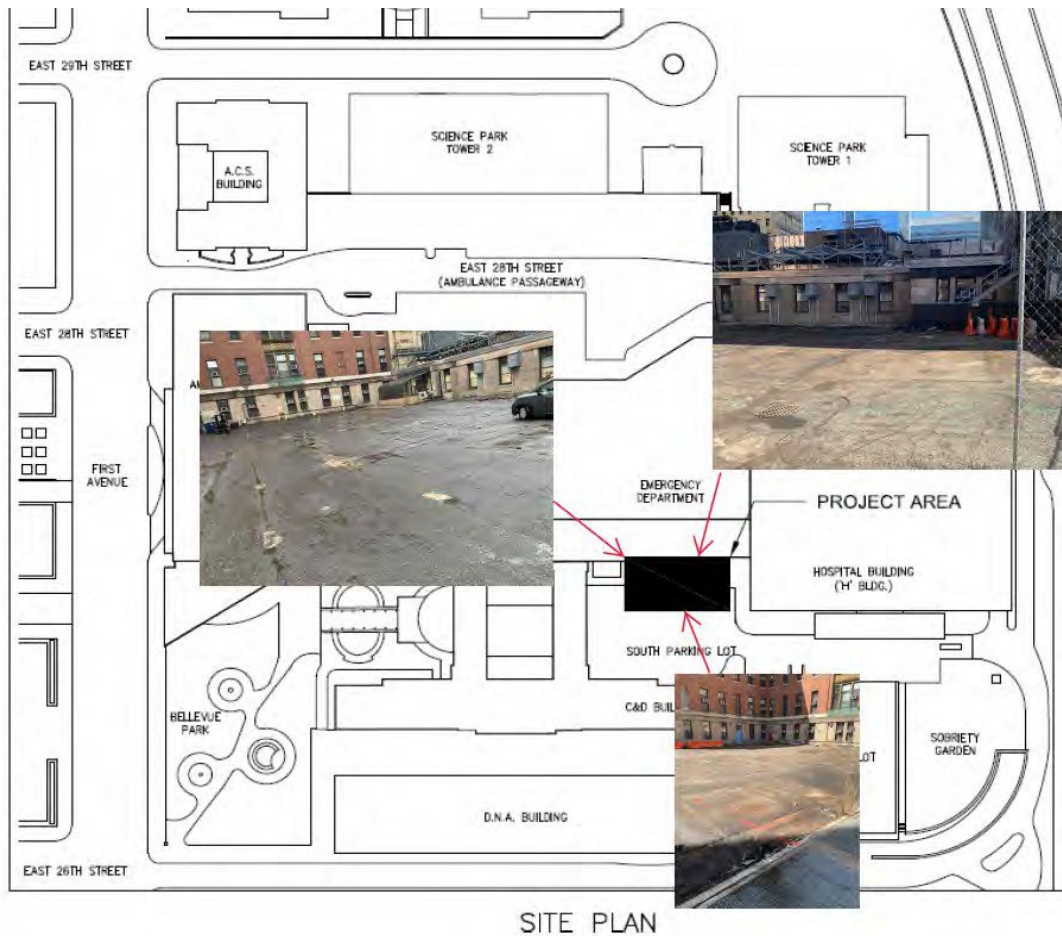 EAST 29TH STREET
SCIENCE PARK
TOWER 2
SCIENCE PARK
TOWER 1
A.C.S.
BUILDING
EAST 28TH STREET
(AMBULANCE PASSAGEWAY)
EAST 28TH STREET
FIRST
AVENUE
EMERGENCY
DEPARTMENT
PROJECT AREA
HOSPITAL BUILDING
('H' BLDG.)
SOUTH PARKING LOT
C&D
BELLEVUE
PARK
SOBRIETY
GARDEN
LOT
D.N.A. BUILDING
EAST 26TH STREET
SITE PLAN